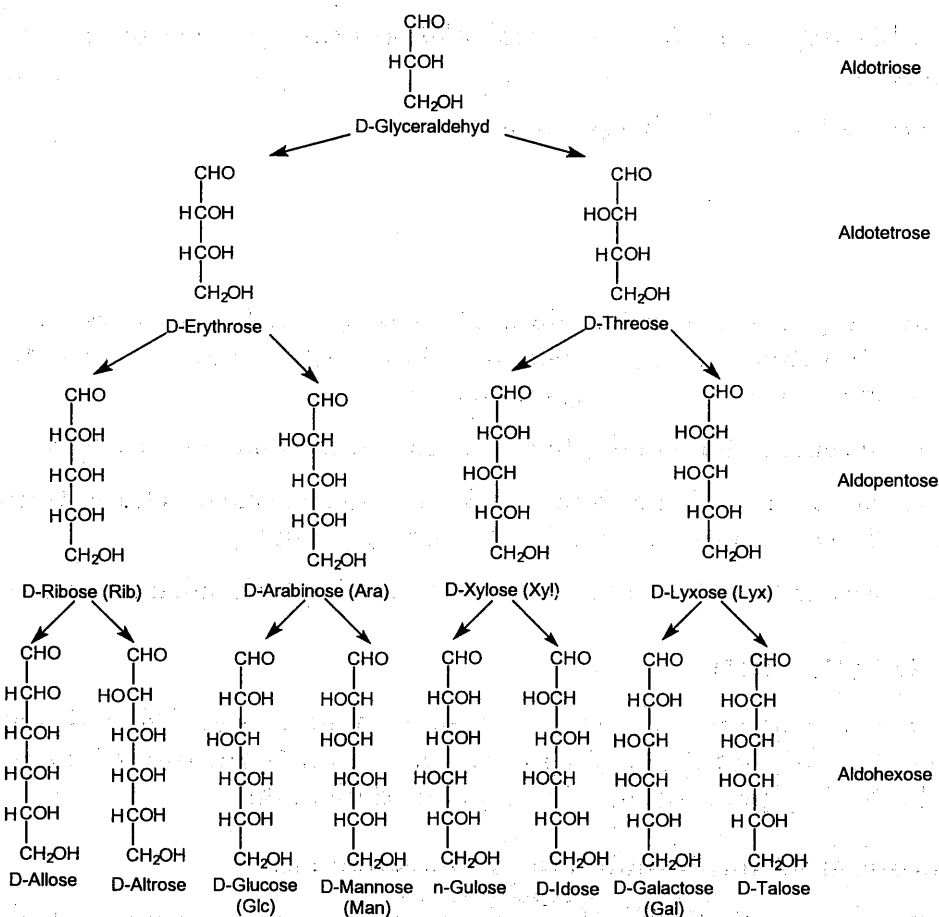 CHO
HCOH
CH2OH
Aldotriose
D-Glyceraldehyd
CHO CHO
HCOH HOCH
HCOH HCOH
CH2OH CH2OH
Aldotetrose
D-Erythrose D-Threose
CHO CHO CHO CHO
HCOH HOCH HCOH HOCH
HCOH HCOH HOCH HOCH
HCOH HCOH HCOH HCOH
CH2OH CH2OH CH2OH CH2OH
Aldopentose
D-Ribose (Rib) D-Arabinose (Ara) D-Xylose (Xy!) D-Lyxose (Lyx)
CHO CHO CHO CHO CHO CHO CHO CHO
HCHO HOCH HCOH HOCH HCOH HOCH HCOH HOCH
HCOH HCOH HOCH HOCH HCOH HCOH HOCH HOCH
HCOH HCOH HCOH HCOH HOCH HOCH HOCH HOCH
HCOH HCOH HCOH HCOH HCOH HCOH HCOH HCOH
CH2OH CH2OH CH2OH CH2OH CH2OH CH2OH CH2OH CH2OH
Aldohexose
D-Allose D-Altrose D-Glucose D-Mannose n-Gulose D-Idose D-Galactose D-Talose
(Glc) (Man) (Gal)